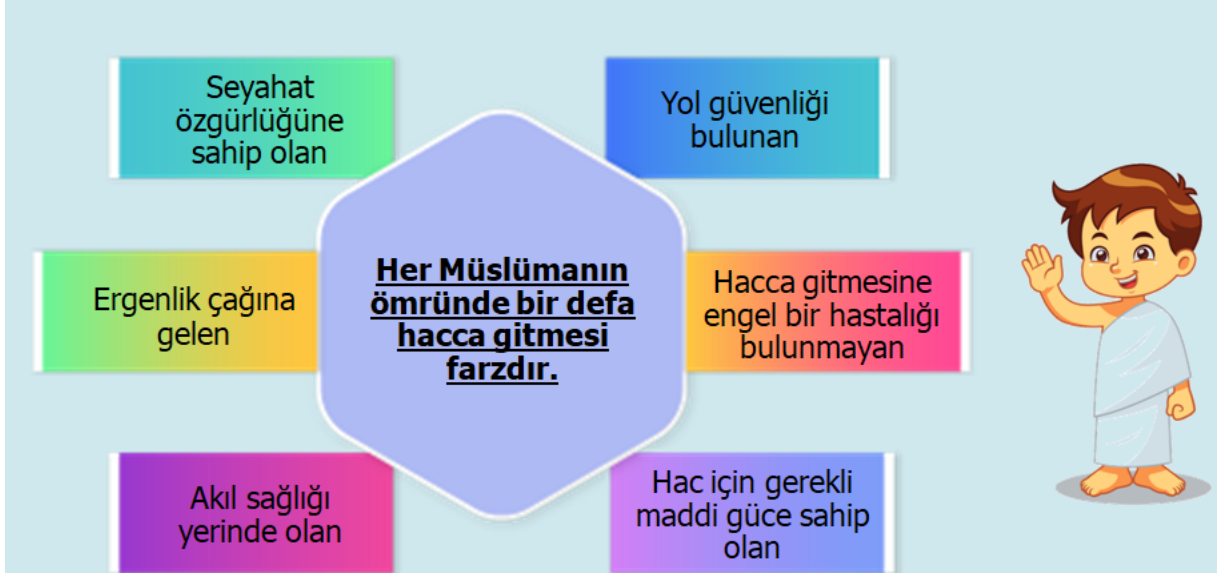 Seyahat
özgürlüğüne
sahip olan
Yol güvenliği
bulunan
Ergenlik çağına
gelen
Her Müslümanın
ömründe bir defa
hacca gitmesi
farzdır.
Hacca gitmesine
engel bir hastalığı
bulunmayan
Akıl sağlığı
yerinde olan
Hac için gerekli
maddi güce sahip
olan